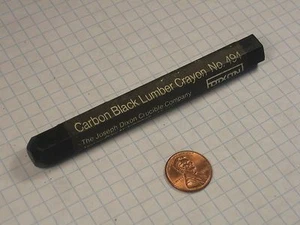 Carbon Black Lumber Crayon No. 494
DIXON
The Joseph Dixon Crucible Company